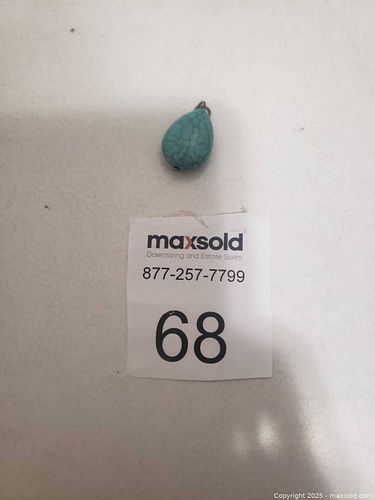 maxsold
Downsizing and Estate Sales
877-257-7799
68
Copyright 2025 - maxsold.com